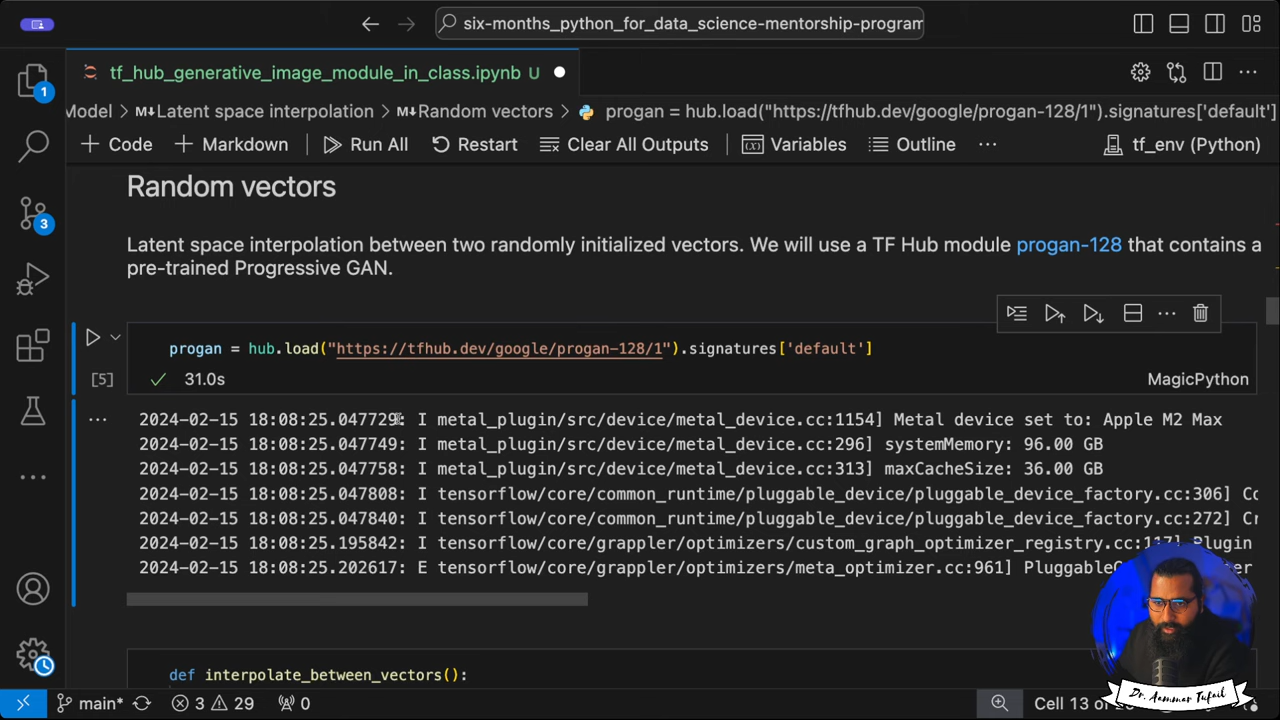 six-months_python_for_data_science-mentorship-program
tf_hub_generative_image_module_in_class.ipynb U
Model > Latent space interpolation > Random vectors > progan = hub.load("https://tfhub.dev/google/progan-128/1").signatures['default']
+ Code + Markdown Run All Restart Clear All Outputs Variables Outline ... tf_env (Python)
Random vectors
Latent space interpolation between two randomly initialized vectors. We will use a TF Hub module progan-128 that contains a
pre-trained Progressive GAN.
progan = hub.load("https://tfhub.dev/google/progan-128/1").signatures['default']
[5] 31.0s MagicPython
2024-02-15 18:08:25.047729: I metal_plugin/src/device/metal_device.cc:1154] Metal device set to: Apple M2 Max
2024-02-15 18:08:25.047749: I metal_plugin/src/device/metal_device.cc:296] systemMemory: 96.00 GB
2024-02-15 18:08:25.047758: I metal_plugin/src/device/metal_device.cc:313] maxCacheSize: 36.00 GB
2024-02-15 18:08:25.047808: I tensorflow/core/common_runtime/pluggable_device/pluggable_device_factory.cc:306] Co
2024-02-15 18:08:25.047840: I tensorflow/core/common_runtime/pluggable_device/pluggable_device_factory.cc:272] Cr
2024-02-15 18:08:25.195842: I tensorflow/core/grappler/optimizers/custom_graph_optimizer_registry.cc:117] Plugin
2024-02-15 18:08:25.202617: E tensorflow/core/grappler/optimizers/meta_optimizer.cc:961]
def interpolate_between_vectors():
main* 3 29 0 Cell 13 of
Dr. Aammar Tufail
1
3